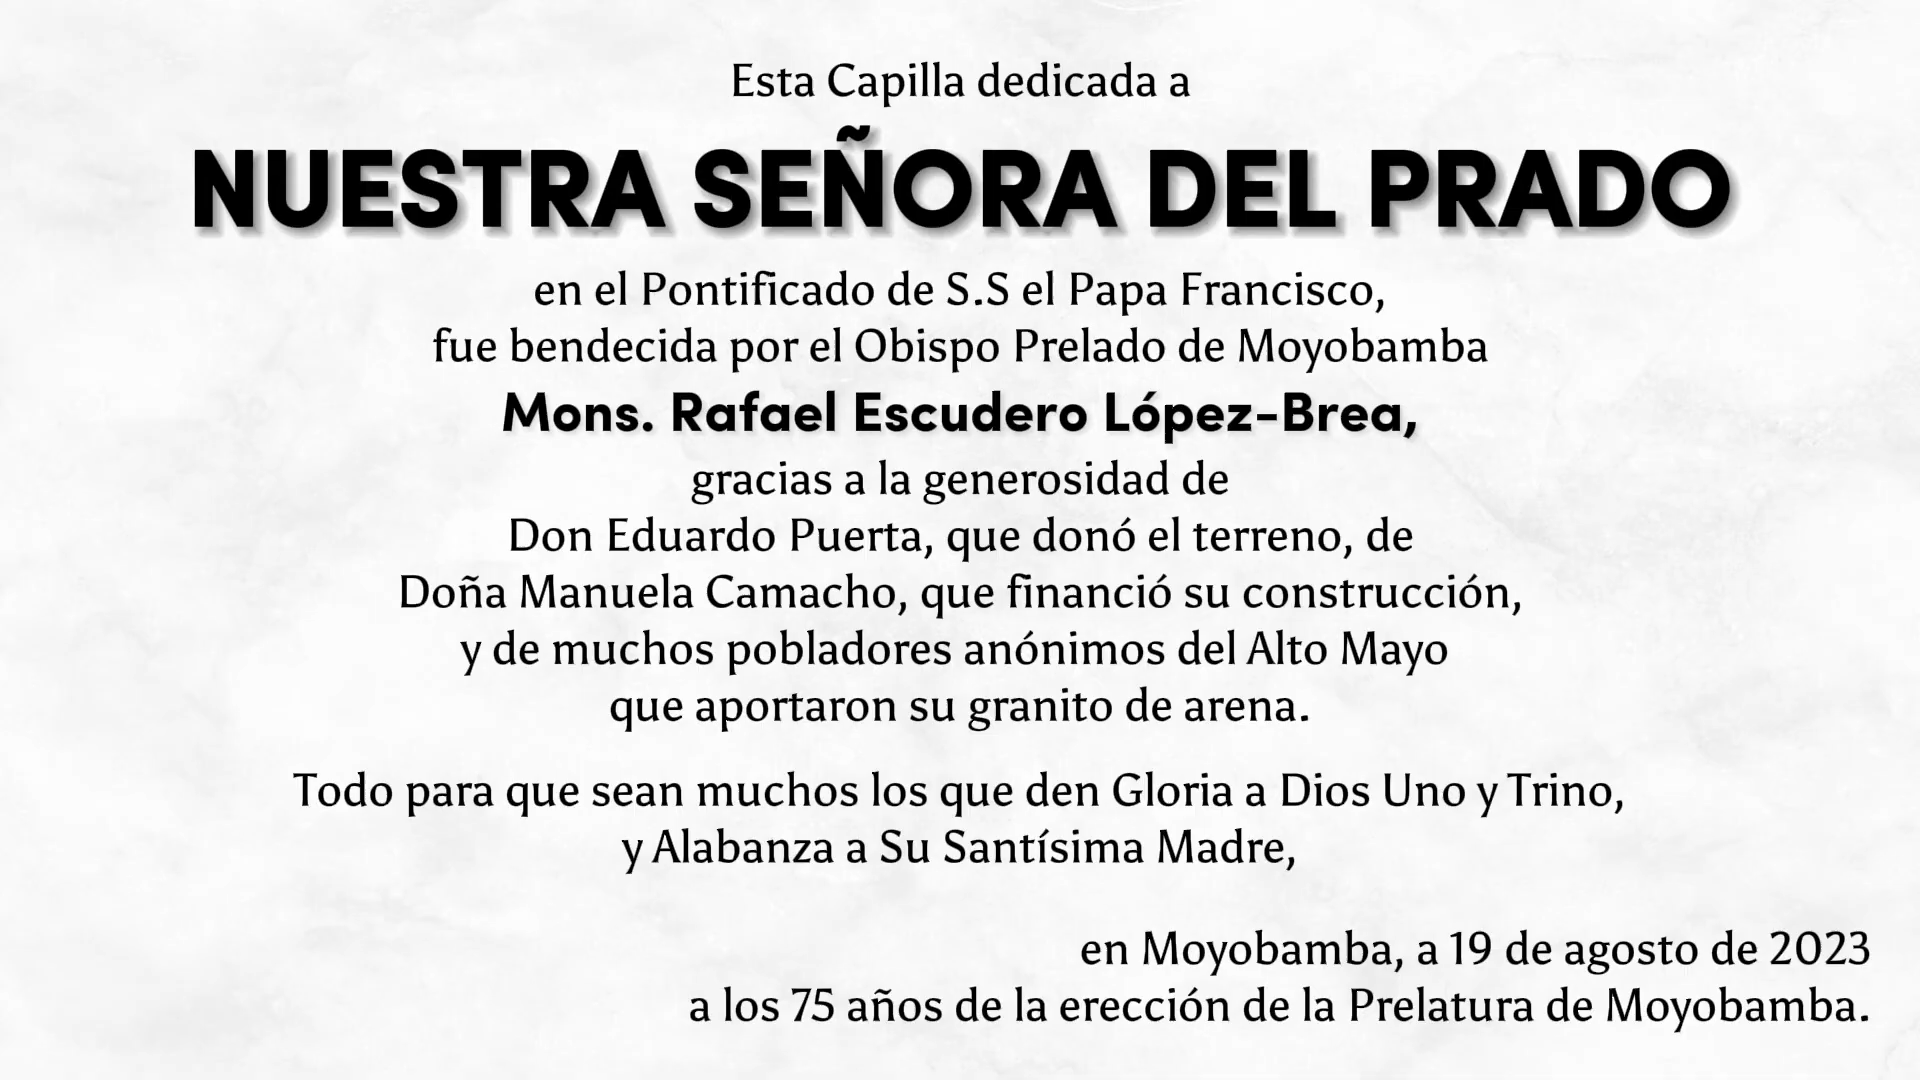 Esta Capilla dedicada a
NUESTRA SEÑORA DEL PRADO
en el Pontificado de S.S el Papa Francisco,
fue bendecida por el Obispo Prelado de Moyobamba
Mons. Rafael Escudero López-Brea,
gracias a la generosidad de
Don Eduardo Puerta, que donó el terreno, de
Doña Manuela Camacho, que financió su construcción,
y de muchos pobladores anónimos del Alto Mayo
que aportaron su granito de arena.
Todo para que sean muchos los que den Gloria a Dios Uno y Trino,
y Alabanza a Su Santísima Madre,
en Moyobamba, a 19 de agosto de 2023
a los 75 años de la erección de la Prelatura de Moyobamba.